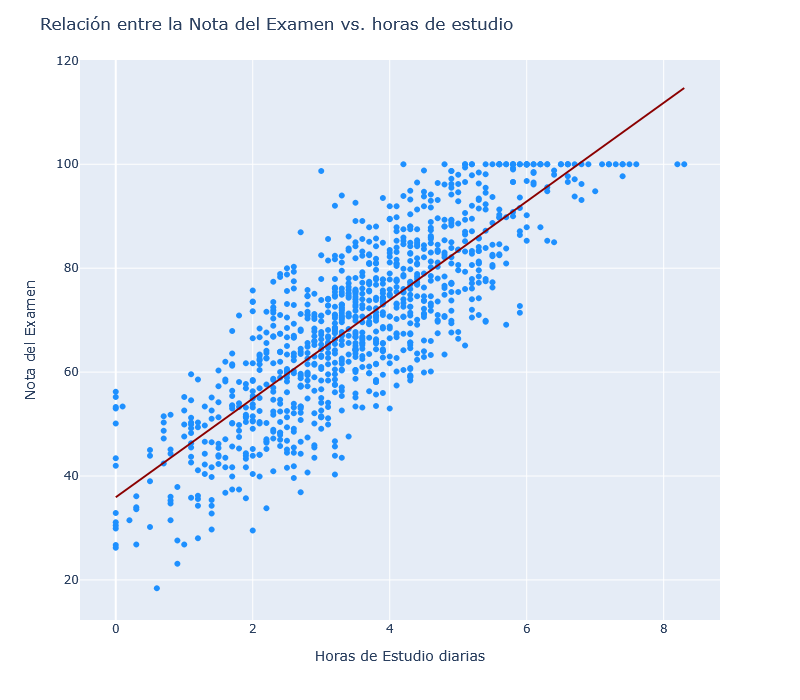 Relación entre la Nota del Examen vs. horas de estudio
120
100
80
60
40
20
Nota del Examen
0 2 4 6 8
Horas de Estudio diarias